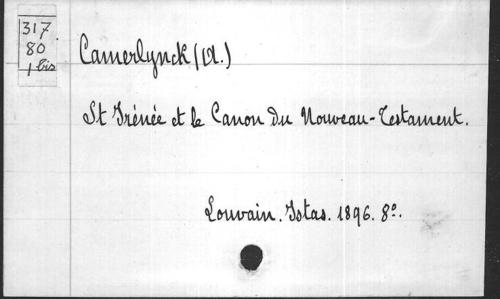 317
80
1 bis
Camerlynck (A.)
St Irénée et le Canon du Nouveau-Testament.
Louvain. Istas. 1896. 8°.